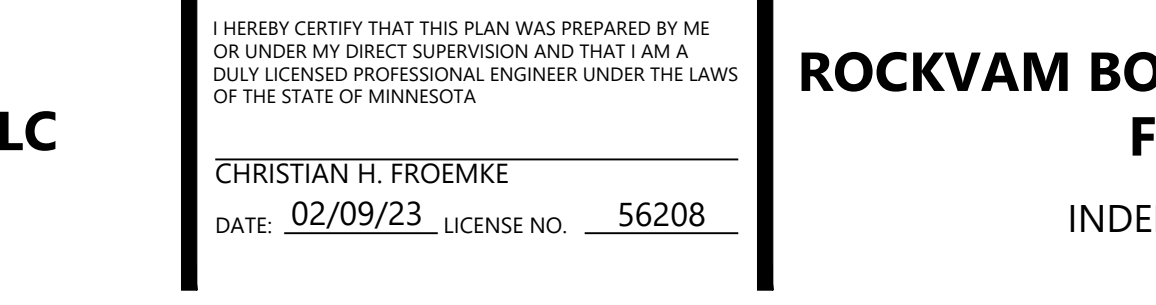 LC
I HEREBY CERTIFY THAT THIS PLAN WAS PREPARED BY ME
OR UNDER MY DIRECT SUPERVISION AND THAT I AM A
DULY LICENSED PROFESSIONAL ENGINEER UNDER THE LAWS
OF THE STATE OF MINNESOTA
CHRISTIAN H. FROEMKE
DATE: 02/09/23 LICENSE NO. 56208
ROCKVAM BO
F
INDE